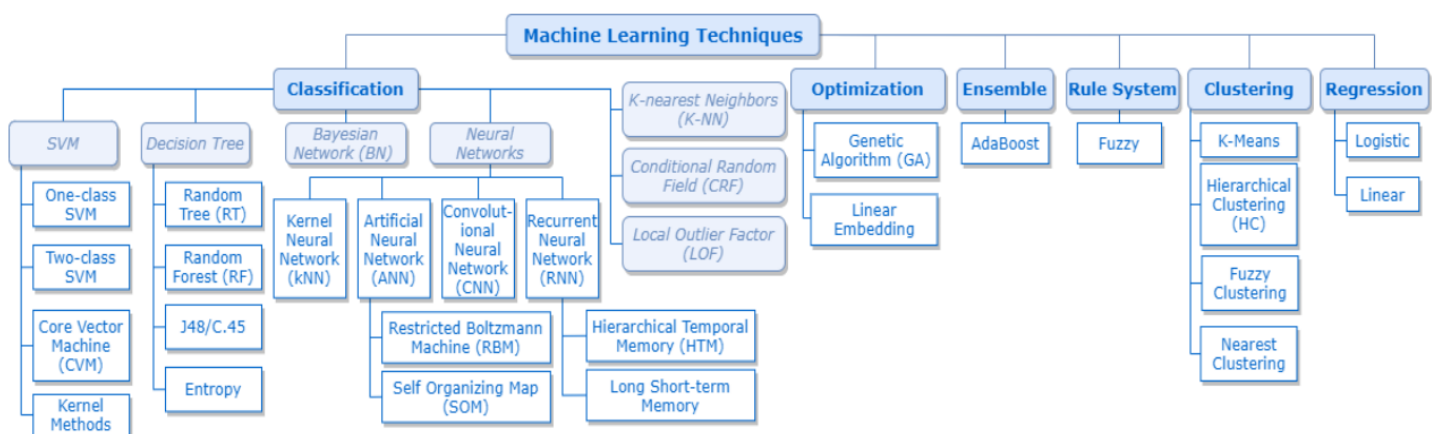 Machine Learning Techniques
Classification
SVM
One-class
SVM
Two-class
SVM
Core Vector
Machine
(CVM)
Kernel
Methods
Decision Tree
Random
Tree (RT)
Random
Forest (RF)
J48/C.45
Entropy
Bayesian
Network (BN)
Neural
Networks
Kernel
Neural
Network
(kNN)
Artificial
Neural
Network
(ANN)
Restricted Boltzmann
Machine (RBM)
Self Organizing Map
(SOM)
Convolut-
ional
Neural
Network
(CNN)
Recurrent
Neural
Network
(RNN)
Hierarchical Temporal
Memory (HTM)
Long Short-term
Memory
K-nearest Neighbors
(K-NN)
Conditional Random
Field (CRF)
Local Outlier Factor
(LOF)
Optimization
Genetic
Algorithm (GA)
Linear
Embedding
Ensemble
AdaBoost
Rule System
Fuzzy
Clustering
K-Means
Hierarchical
Clustering
(HC)
Fuzzy
Clustering
Nearest
Clustering
Regression
Logistic
Linear